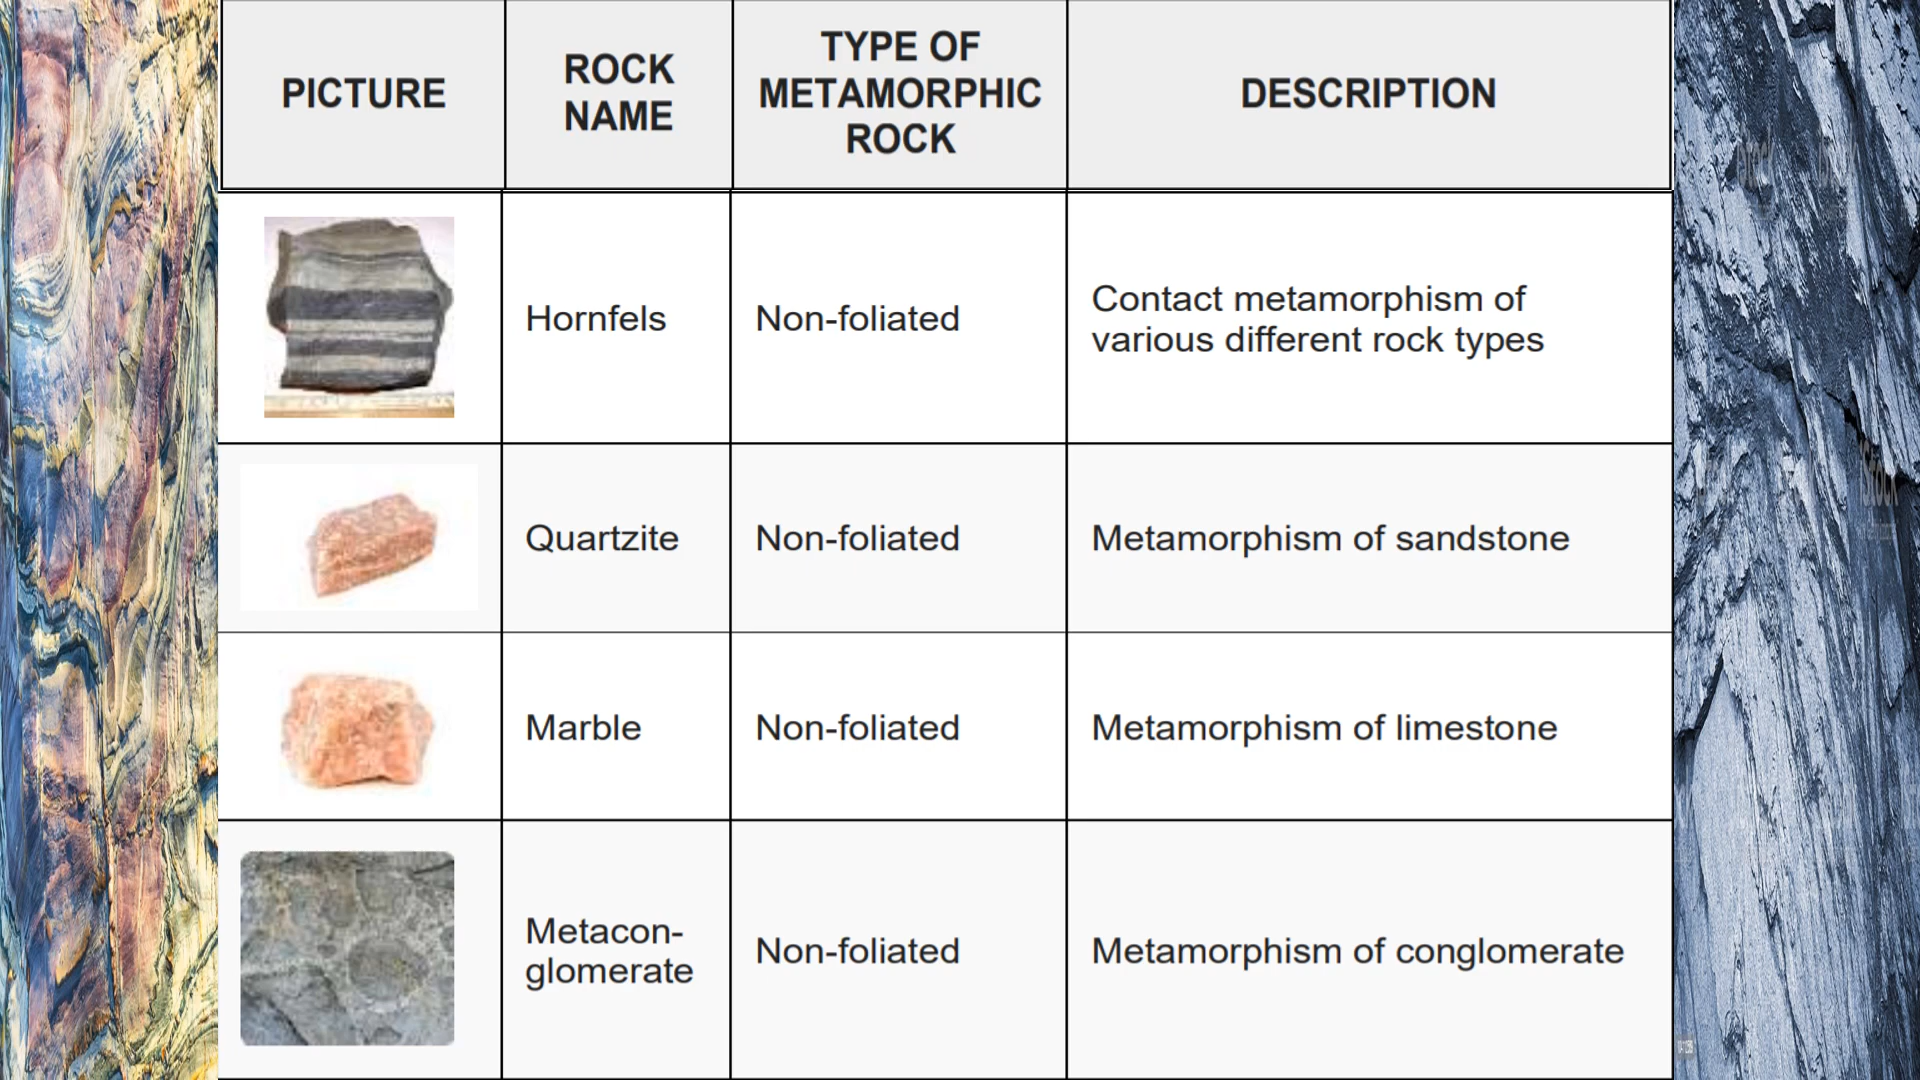 PICTURE
ROCK
NAME
TYPE OF
METAMORPHIC
ROCK
DESCRIPTION
Hornfels
Non-foliated
Contact metamorphism of
various different rock types
Quartzite
Non-foliated
Metamorphism of sandstone
Marble
Non-foliated
Metamorphism of limestone
Metacon-
glomerate
Non-foliated
Metamorphism of conglomerate